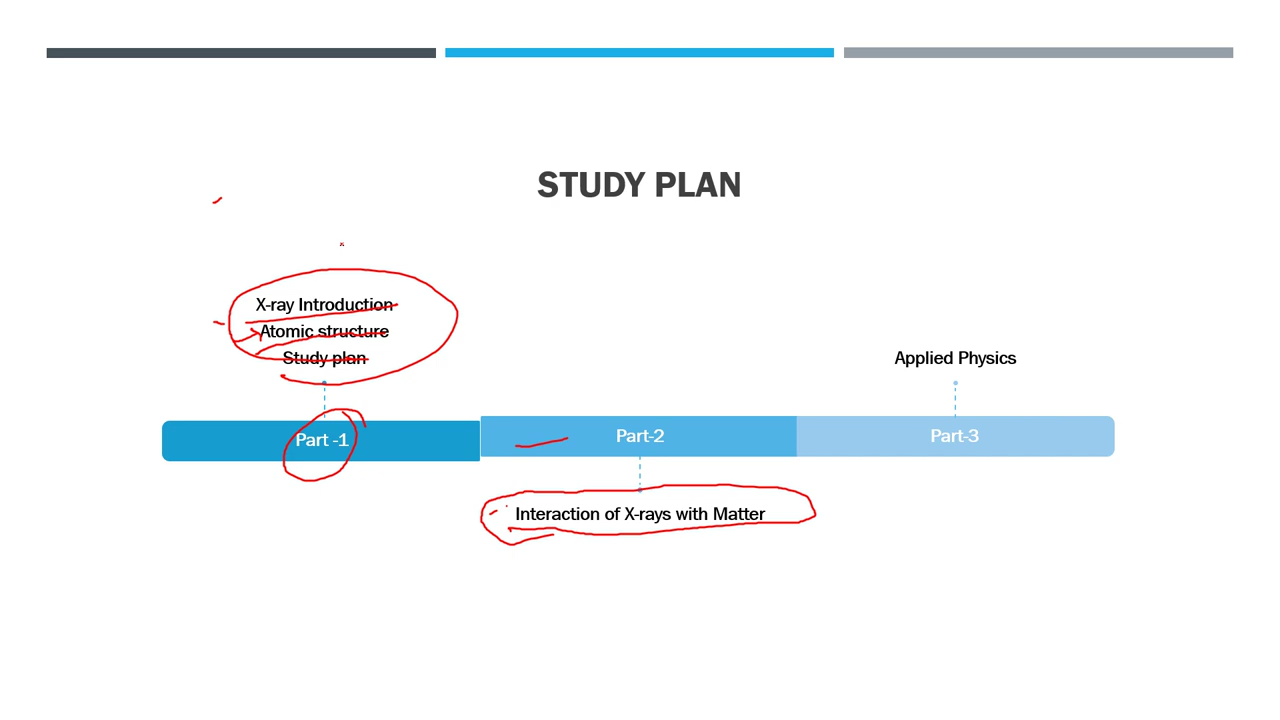 STUDY PLAN
X-ray Introduction
Atomic structure
Study plan
Applied Physics
Part -1
Part-2
Part-3
Interaction of X-rays with Matter